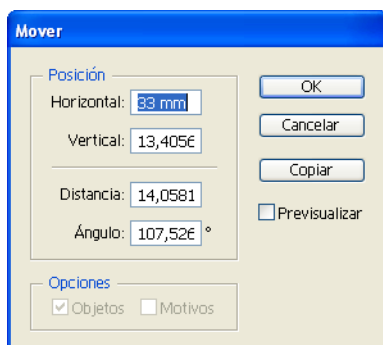 Mover
Posición
Horizontal: 33 mm
Vertical: 13,4056
Distancia: 14,0581
Ángulo: 107,526 °
OK
Cancelar
Copiar
Previsualizar
Opciones
Objetos Motivos